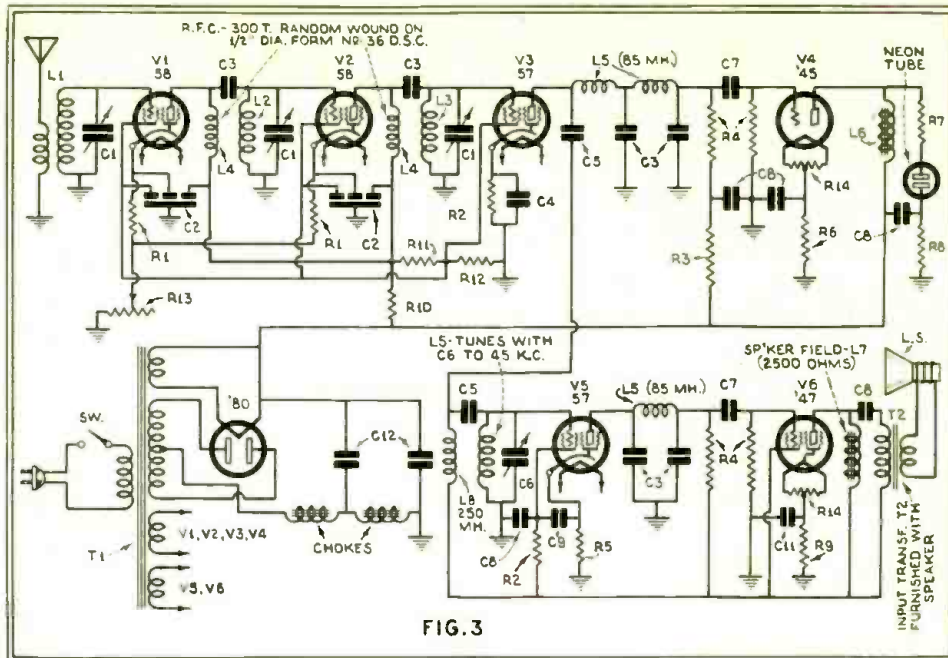 R.F.C.- 300 T. RANDOM WOUND ON
1/2" DIA. FORM Nº 36 D.S.C.
L1
V1
58
C3
V2
58
C3
V3
57
L5 (85 MH.)
C7
V4
45
NEON
TUBE
C1
L2
C1
L3
C1
C5
C3
R4
L6
R7
L4
L4
R2
C4
C8
R14
C2
C2
C8
R1
R1
R11
R12
R3
R6
R8
R13
R10
L5-TUNES WITH
C6 TO 45 K.C.
SP'KER FIELD-L7
(2500 OHMS)
L.S.
SW.
'80
C12
C5
V5
57
L5 (85 MH.)
C7
V6
'47
C8
T2
C6
C3
R4
L8
250
MH.
R14
CHOKES
C8
C9
R5
C11
R9
T1
V1, V2, V3, V4
R2
V5, V6
INPUT TRANSF. T2
FURNISHED WITH
SPEAKER
FIG.3